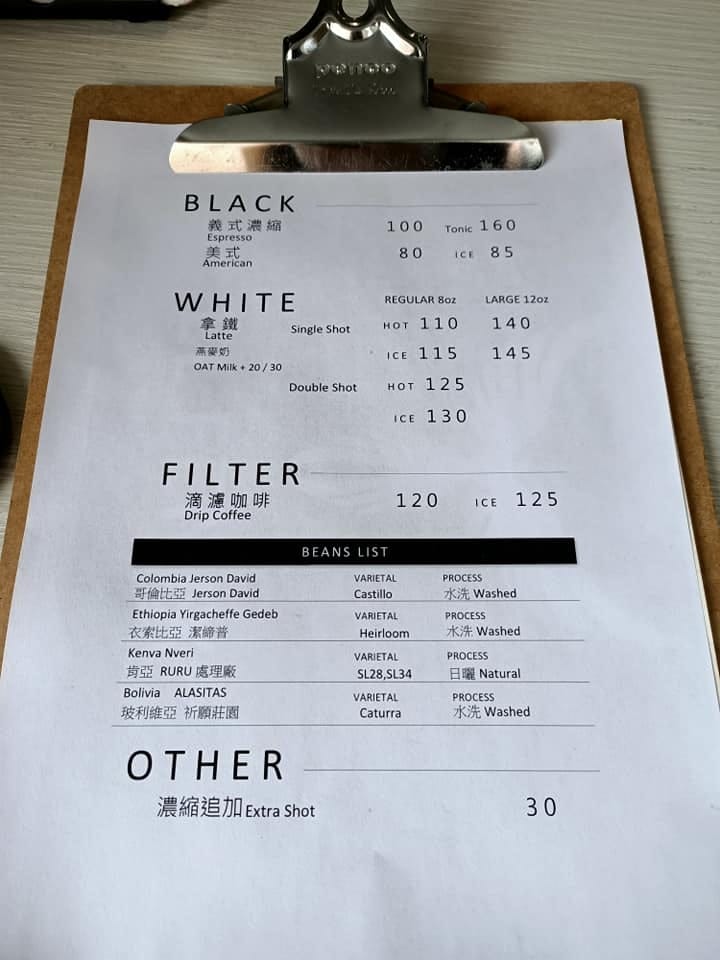 penco
BLACK
義式濃縮 100 Tonic 160
Espresso
美式 80 ICE 85
American
WHITE REGULAR 8oz LARGE 12oz
拿鐵 Single Shot HOT 110 140
Latte
燕麥奶 ICE 115 145
OAT Milk + 20 / 30
Double Shot HOT 125
ICE 130
FILTER
滴濾咖啡 120 ICE 125
Drip Coffee
BEANS LIST
Colombia Jerson David VARIETAL PROCESS
哥倫比亞 Jerson David Castillo 水洗 Washed
Ethiopia Yirgacheffe Gedeb VARIETAL PROCESS
衣索比亞 潔締普 Heirloom 水洗 Washed
Kenva Nveri VARIETAL PROCESS
肯亞 RURU 處理廠 SL28,SL34 日曬 Natural
Bolivia ALASITAS VARIETAL PROCESS
玻利維亞 祈願莊園 Caturra 水洗 Washed
OTHER
濃縮追加 Extra Shot 30